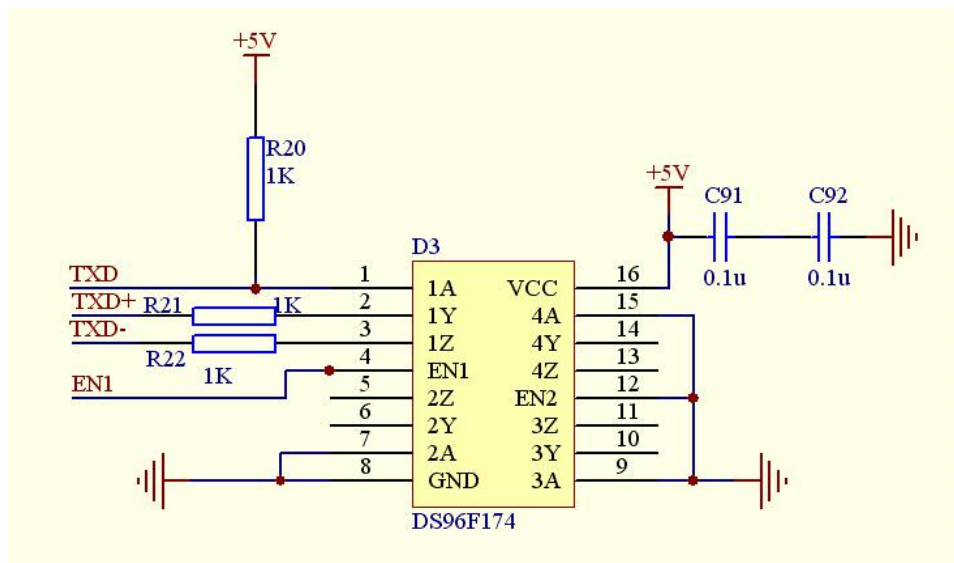 +5V
R20
1K
+5V
C91
C92
0.1u
0.1u
D3
TXD
TXD+
TXD-
EN1
R21
1K
R22
1K
1
2
3
4
5
6
7
8
1A
1Y
1Z
EN1
2Z
2Y
2A
GND
VCC
4A
4Y
4Z
EN2
3Z
3Y
3A
16
15
14
13
12
11
10
9
DS96F174